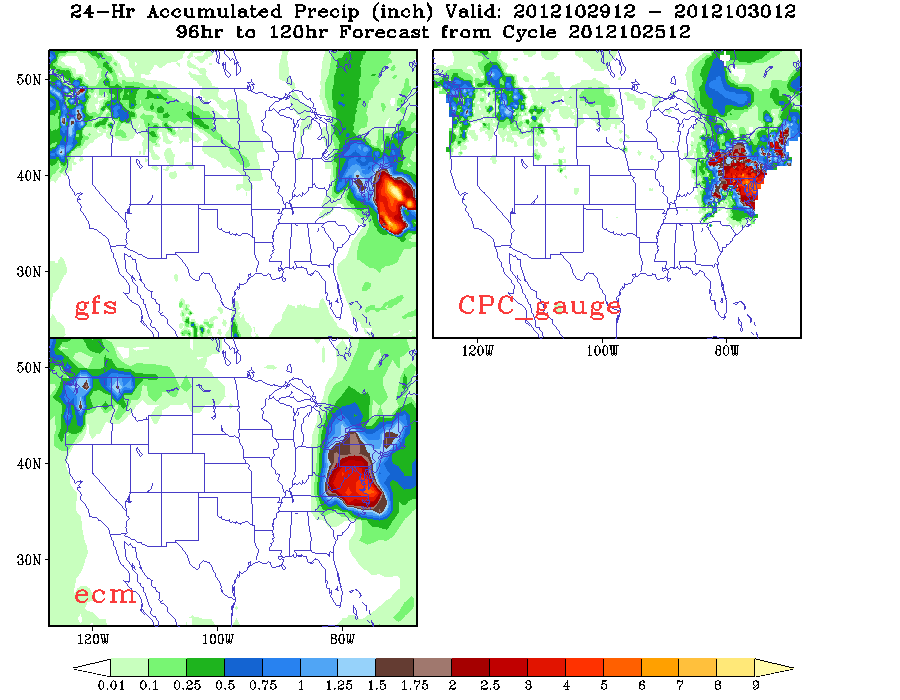 24-Hr Accumulated Precip (inch) Valid: 2012102912 - 2012103012
96hr to 120hr Forecast from Cycle 2012102512
50N
40N
30N
gfs
CPC_gauge
120W 100W 80W
50N
40N
30N
ecm
120W 100W 80W
0.01 0.1 0.25 0.5 0.75 1 1.25 1.5 1.75 2 2.5 3 4 5 6 7 8 9